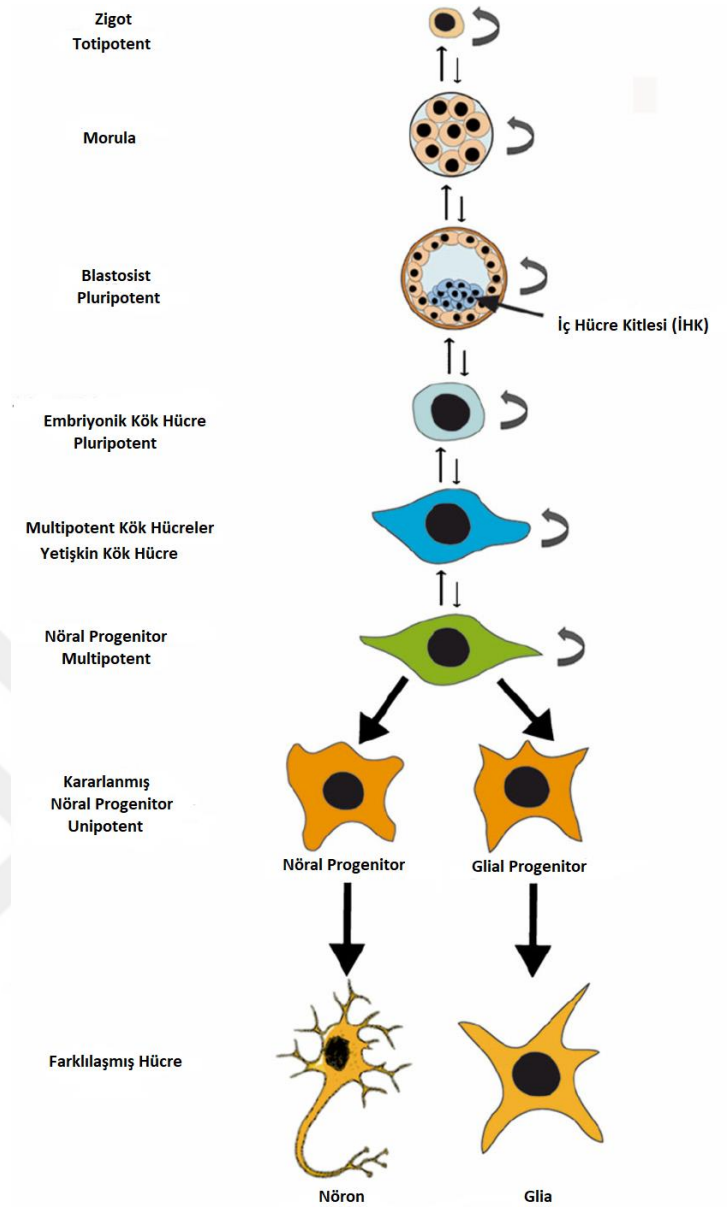 Zigot
Totipotent
Morula
Blastosist
Pluripotent
İç Hücre Kitlesi (İHK)
Embriyonik Kök Hücre
Pluripotent
Multipotent Kök Hücreler
Yetişkin Kök Hücre
Nöral Progenitor
Multipotent
Kararlanmış
Nöral Progenitor
Unipotent
Nöral Progenitor
Glial Progenitor
Farklılaşmış Hücre
Nöron
Glia